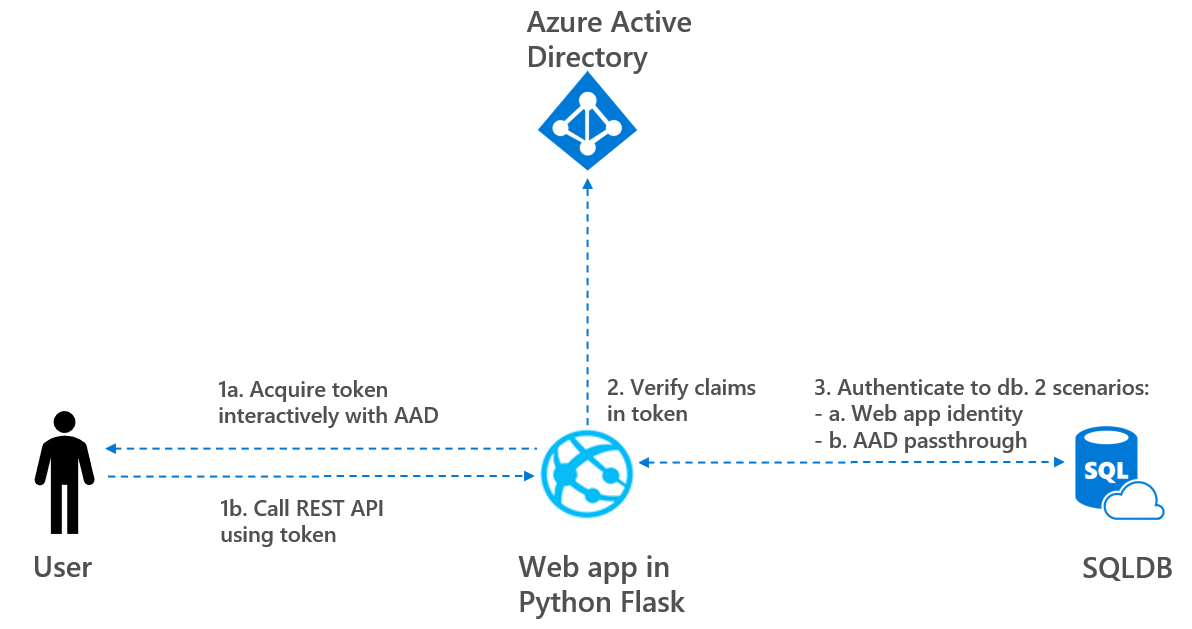 Azure Active
Directory
1a. Acquire token
interactively with AAD
2. Verify claims
in token
3. Authenticate to db. 2 scenarios:
- a. Web app identity
- b. AAD passthrough
SQL
1b. Call REST API
using token
User
Web app in
Python Flask
SQLDB